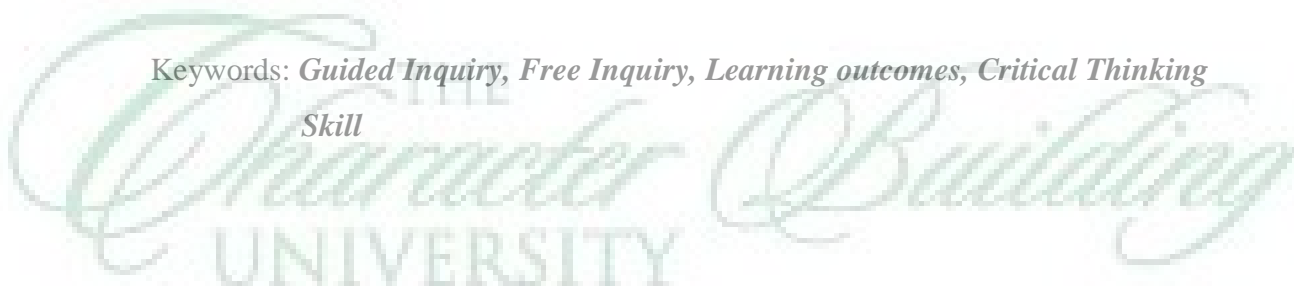 Keywords: Guided Inquiry, Free Inquiry, Learning outcomes, Critical Thinking
Skill
THE
Character Building
UNIVERSITY